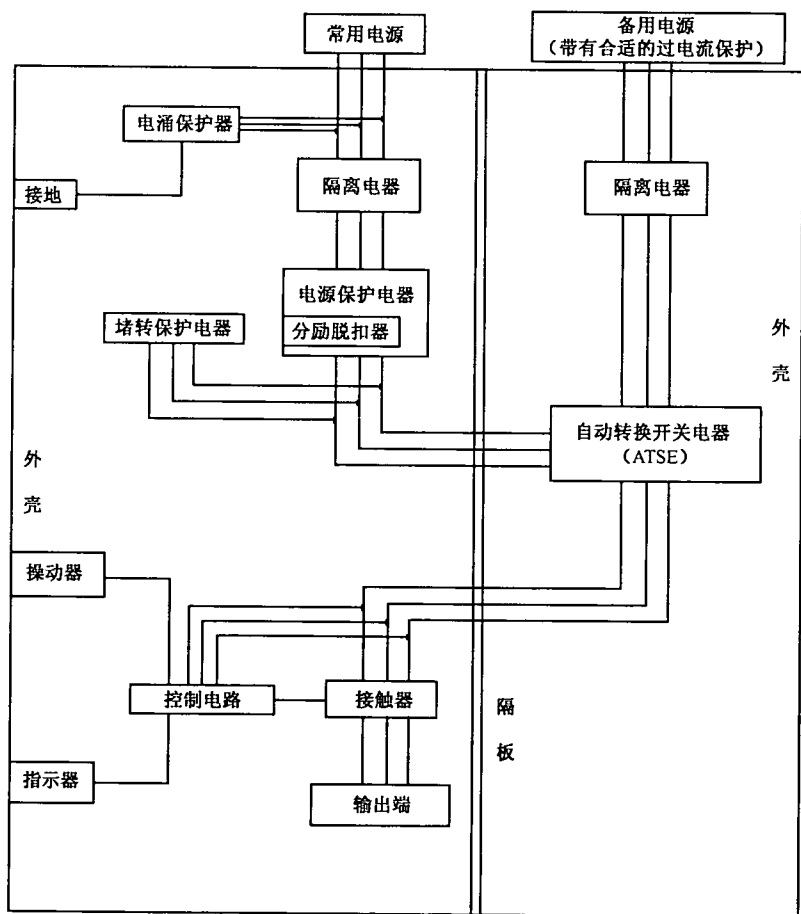 常用电源
备用电源
（带有合适的过电流保护）
电涌保护器
接地
隔离电器
隔离电器
电源保护电器
分励脱扣器
堵转保护电器
外
壳
自动转换开关电器
（ATSE）
外
壳
操动器
控制电路
接触器
隔
板
指示器
输出端